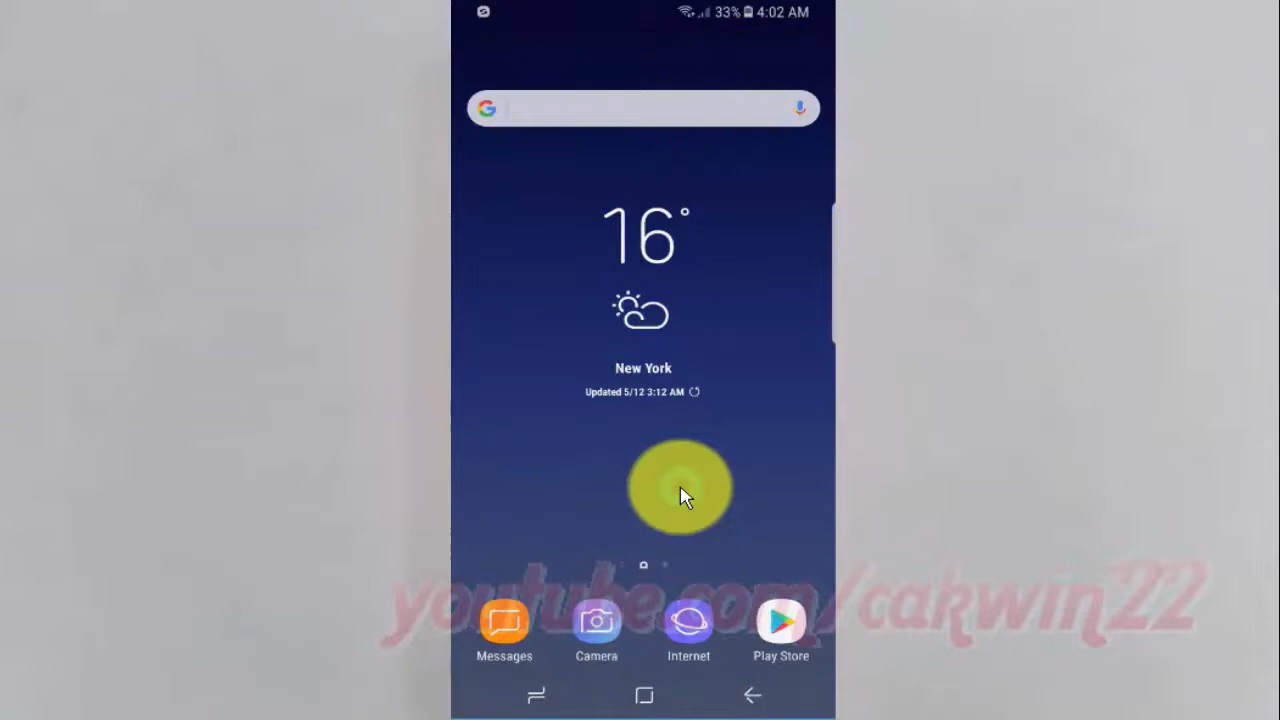 33% 4:02 AM
G
16°
New York
Updated 5/12 3:12 AM
youtube.com/cakwin22
Messages Camera Internet Play Store